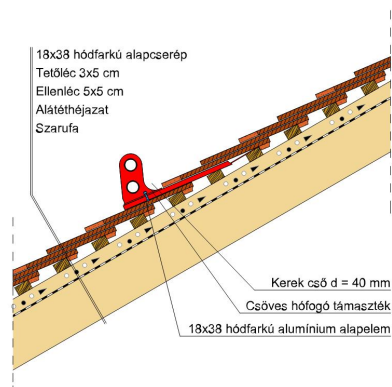 18x38 hódfarkú alapcserép
Tetőléc 3x5 cm
Ellenléc 5x5 cm
Alátéthéjazat
Szarufa
Kerek cső d = 40 mm
Csöves hófogó támaszték
18x38 hódfarkú alumínium alapelem